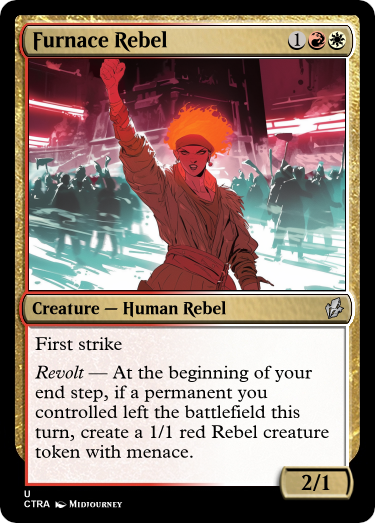 Furnace Rebel 1
Creature — Human Rebel
First strike
Revolt — At the beginning of your
end step, if a permanent you
controlled left the battlefield this
turn, create a 1/1 red Rebel creature
token with menace.
2/1
U
CTRA Midjourney